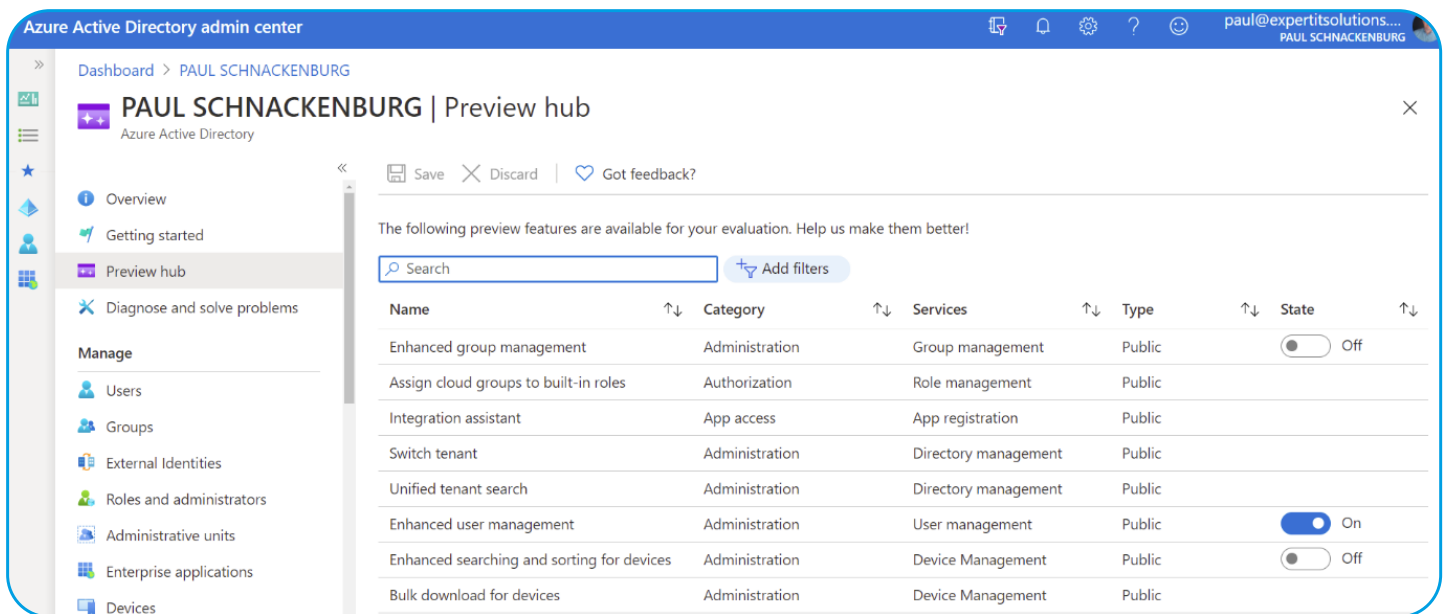 Azure Active Directory admin center
paul@expertitsolutions....
PAUL SCHNACKENBURG
Dashboard > PAUL SCHNACKENBURG
PAUL SCHNACKENBURG | Preview hub
Azure Active Directory
Overview
Getting started
Preview hub
Diagnose and solve problems
Manage
Users
Groups
External Identities
Roles and administrators
Administrative units
Enterprise applications
Devices
Save Discard Got feedback?
The following preview features are available for your evaluation. Help us make them better!
Search Add filters
Name Category Services Type State
Enhanced group management Administration Group management Public Off
Assign cloud groups to built-in roles Authorization Role management Public
Integration assistant App access App registration Public
Switch tenant Administration Directory management Public
Unified tenant search Administration Directory management Public
Enhanced user management Administration User management Public On
Enhanced searching and sorting for devices Administration Device Management Public Off
Bulk download for devices Administration Device Management Public